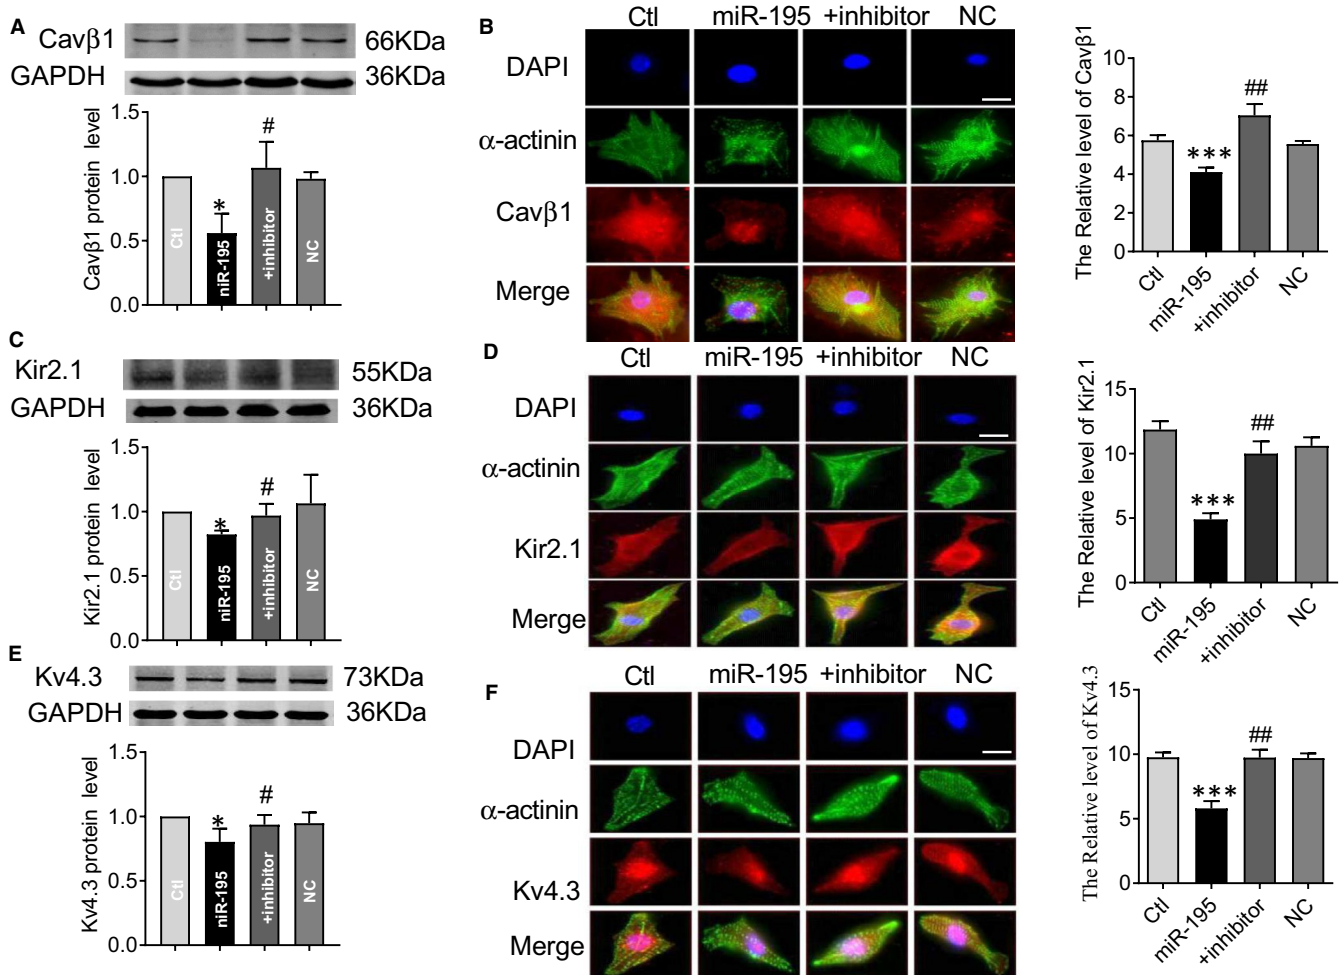 A
Cavβ1
66KDa
GAPDH
36KDa
Cavβ1 protein level
1.5
1.0
0.5
0.0
*
#
Ctl
niR-195
+inhibitor
NC
B
Ctl
miR-195
+inhibitor
NC
DAPI
α-actinin
Cavβ1
Merge
The Relative level of Cavβ1
10
8
6
4
2
0
***
##
Ctl
miR-195
+inhibitor
NC
C
Kir2.1
55KDa
GAPDH
36KDa
Kir2.1 protein level
1.5
1.0
0.5
0.0
*
#
Ctl
niR-195
+inhibitor
NC
D
Ctl
miR-195
+inhibitor
NC
DAPI
α-actinin
Kir2.1
Merge
The Relative level of Kir2.1
15
10
5
0
***
##
Ctl
miR-195
+inhibitor
NC
E
Kv4.3
73KDa
GAPDH
36KDa
Kv4.3 protein level
1.5
1.0
0.5
0.0
*
#
Ctl
niR-195
+inhibitor
NC
F
Ctl
miR-195
+inhibitor
NC
DAPI
α-actinin
Kv4.3
Merge
The Relative level of Kv4.3
15
10
5
0
***
##
Ctl
miR-195
+inhibitor
NC